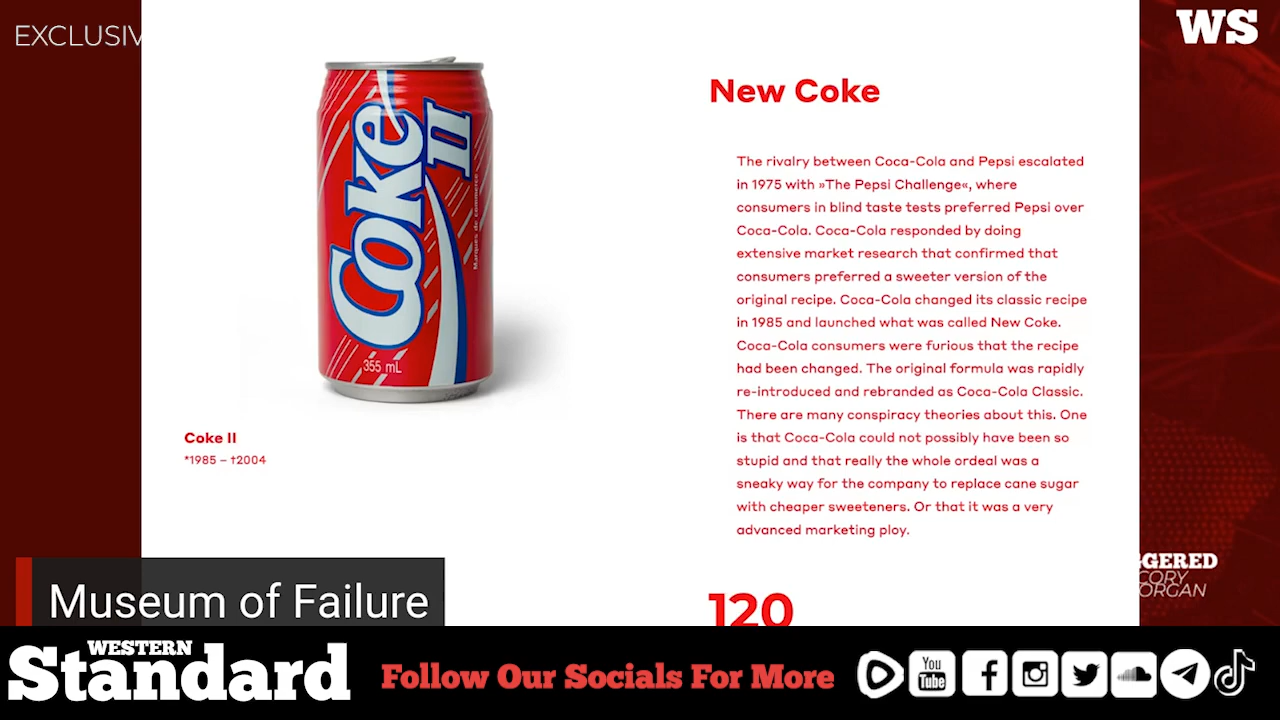 EXCLUSIV
WS
New Coke
Coke II
355 mL
The rivalry between Coca-Cola and Pepsi escalated
in 1975 with »The Pepsi Challenge«, where
consumers in blind taste tests preferred Pepsi over
Coca-Cola. Coca-Cola responded by doing
extensive market research that confirmed that
consumers preferred a sweeter version of the
original recipe. Coca-Cola changed its classic recipe
in 1985 and launched what was called New Coke.
Coca-Cola consumers were furious that the recipe
had been changed. The original formula was rapidly
re-introduced and rebranded as Coca-Cola Classic.
There are many conspiracy theories about this. One
is that Coca-Cola could not possibly have been so
stupid and that really the whole ordeal was a
sneaky way for the company to replace cane sugar
with cheaper sweeteners. Or that it was a very
advanced marketing ploy.
Coke II
*1985 – †2004
120
GGERED
CORY
ORGAN
Museum of Failure
WESTERN
Standard
Follow Our Socials For More
You
Tube